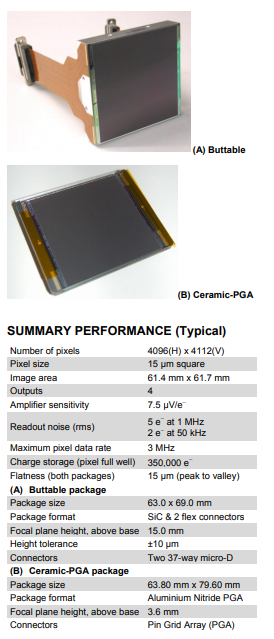 (A) Buttable
(B) Ceramic-PGA
SUMMARY PERFORMANCE (Typical)
Number of pixels 4096(H) x 4112(V)
Pixel size 15 µm square
Image area 61.4 mm x 61.7 mm
Outputs 4
Amplifier sensitivity 7.5 µV/e⁻
Readout noise (rms) 5 e⁻ at 1 MHz
2 e⁻ at 50 kHz
Maximum pixel data rate 3 MHz
Charge storage (pixel full well) 350,000 e⁻
Flatness (both packages) 15 µm (peak to valley)
(A) Buttable package
Package size 63.0 x 69.0 mm
Package format SiC & 2 flex connectors
Focal plane height, above base 15.0 mm
Height tolerance ±10 µm
Connectors Two 37-way micro-D
(B) Ceramic-PGA package
Package size 63.80 mm x 79.60 mm
Package format Aluminium Nitride PGA
Focal plane height, above base 3.6 mm
Connectors Pin Grid Array (PGA)